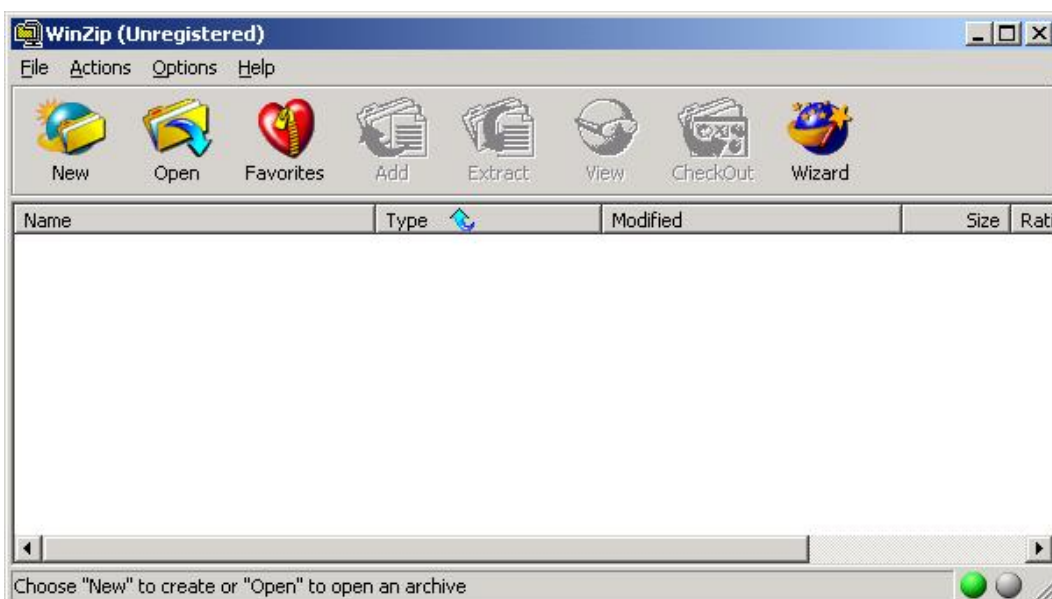 WinZip (Unregistered)
File Actions Options Help
New Open Favorites Add Extract View CheckOut Wizard
Name Type Modified Size Rati
Choose "New" to create or "Open" to open an archive